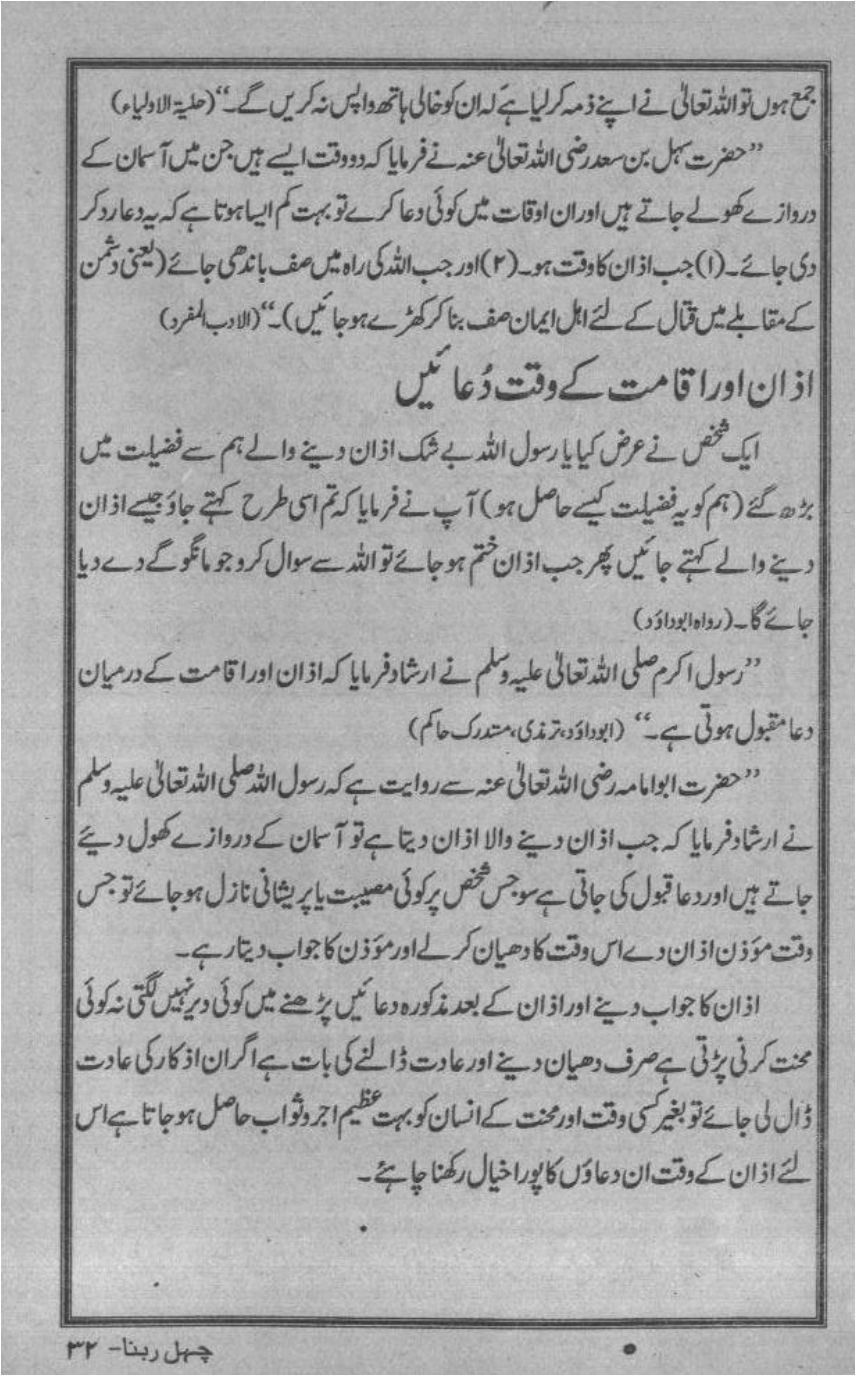 جمع ہوں تو اللہ تعالیٰ نے اپنے ذمہ کر لیا ہے کہ ان کو خالی ہاتھ واپس نہ کریں گے۔“ (حلیۃ الاولیاء)
”حضرت سہل بن سعد رضی اللہ تعالیٰ عنہ نے فرمایا کہ دو وقت ایسے ہیں جن میں آسمان کے
دروازے کھولے جاتے ہیں اور ان اوقات میں کوئی دعا کرے تو بہت کم ایسا ہوتا ہے کہ یہ دعا رد کر
دی جائے۔ (۱) جب اذان کا وقت ہو۔ (۲) اور جب اللہ کی راہ میں صف باندھی جائے (یعنی دشمن
کے مقابلے میں قتال کے لئے اہل ایمان صف بنا کر کھڑے ہو جائیں)۔“ (الادب المفرد)
اذان اور اقامت کے وقت دُعائیں
ایک شخص نے عرض کیا یا رسول اللہ بے شک اذان دینے والے ہم سے فضیلت میں
بڑھ گئے (ہم کو یہ فضیلت کیسے حاصل ہو) آپ نے فرمایا کہ تم اسی طرح کہتے جاؤ جیسے اذان
دینے والے کہتے جائیں پھر جب اذان ختم ہو جائے تو اللہ سے سوال کرو جو مانگو گے دے دیا
جائے گا۔ (رواہ ابوداؤد)
”رسول اکرم صلی اللہ تعالیٰ علیہ وسلم نے ارشاد فرمایا کہ اذان اور اقامت کے درمیان
دعا مقبول ہوتی ہے۔“ (ابوداؤد، ترمذی، مستدرک حاکم)
”حضرت ابوامامہ رضی اللہ تعالیٰ عنہ سے روایت ہے کہ رسول اللہ صلی اللہ تعالیٰ علیہ وسلم
نے ارشاد فرمایا کہ جب اذان دینے والا اذان دیتا ہے تو آسمان کے دروازے کھول دیئے
جاتے ہیں اور دعا قبول کی جاتی ہے سو جس شخص پر کوئی مصیبت یا پریشانی نازل ہو جائے تو جس
وقت مؤذن اذان دے اس وقت کا دھیان کر لے اور مؤذن کا جواب دیتا رہے۔
اذان کا جواب دینے اور اذان کے بعد مذکورہ دعائیں پڑھنے میں کوئی دیر نہیں لگتی نہ کوئی
محنت کرنی پڑتی ہے صرف دھیان دینے اور عادت ڈالنے کی بات ہے اگر ان اذکار کی عادت
ڈال لی جائے تو بغیر کسی وقت اور محنت کے انسان کو بہت عظیم اجر و ثواب حاصل ہو جاتا ہے اس
لئے اذان کے وقت ان دعاؤں کا پورا خیال رکھنا چاہئے۔
چہل ربنا - ۳۲